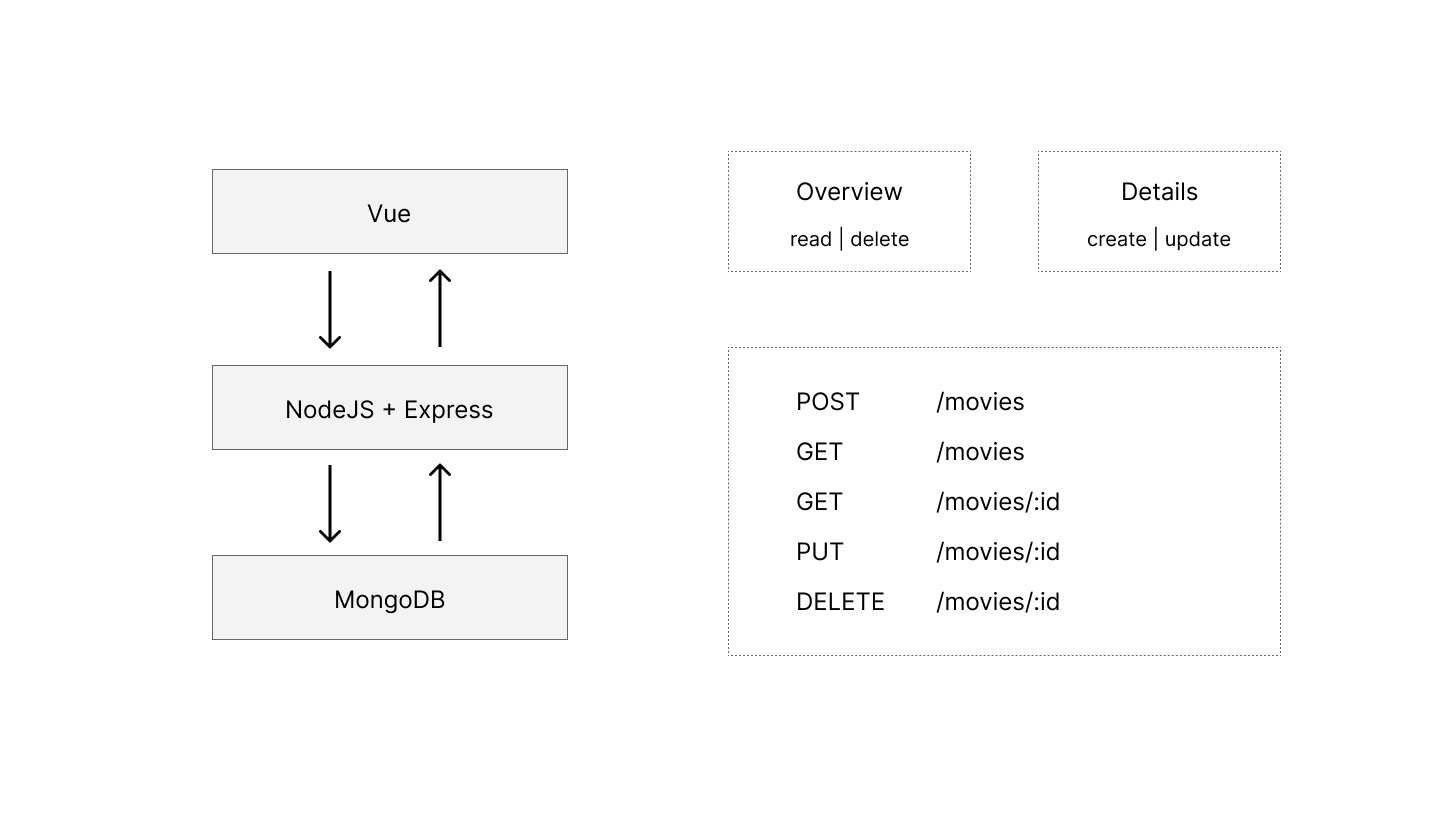 Vue
NodeJS + Express
MongoDB
Overview
read | delete
Details
create | update
POST /movies
GET /movies
GET /movies/:id
PUT /movies/:id
DELETE /movies/:id